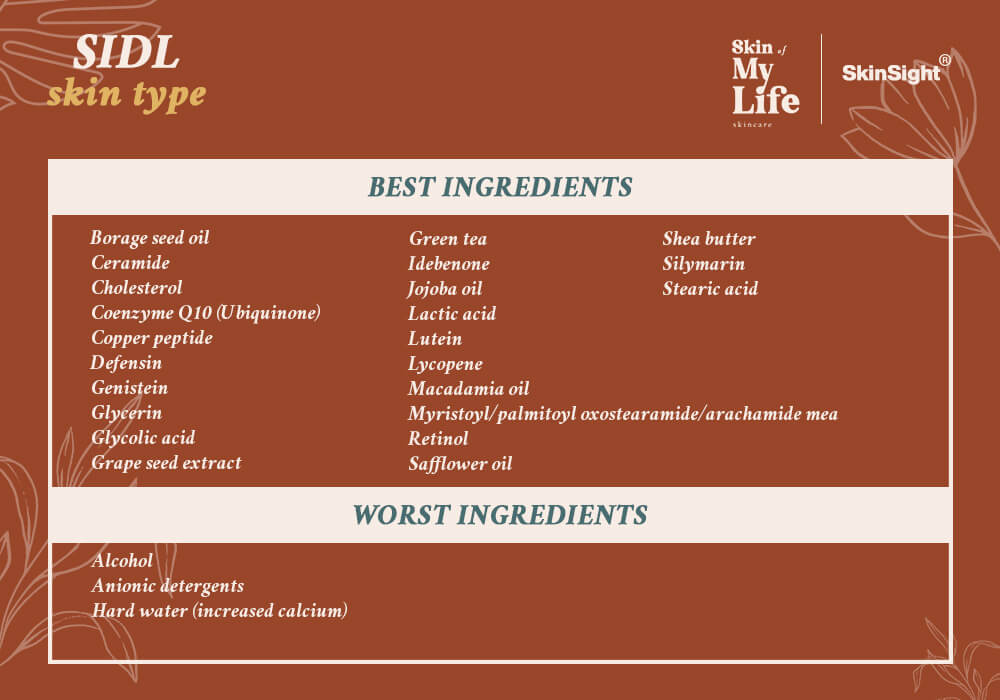 SIDL
skin type
Skin of
My
Life
skincare
SkinSight®
BEST INGREDIENTS
Borage seed oil
Ceramide
Cholesterol
Coenzyme Q10 (Ubiquinone)
Copper peptide
Defensin
Genistein
Glycerin
Glycolic acid
Grape seed extract
Green tea
Idebenone
Jojoba oil
Lactic acid
Lutein
Lycopene
Macadamia oil
Myristoyl/palmitoyl oxostearamide/arachamide mea
Retinol
Safflower oil
Shea butter
Silymarin
Stearic acid
WORST INGREDIENTS
Alcohol
Anionic detergents
Hard water (increased calcium)